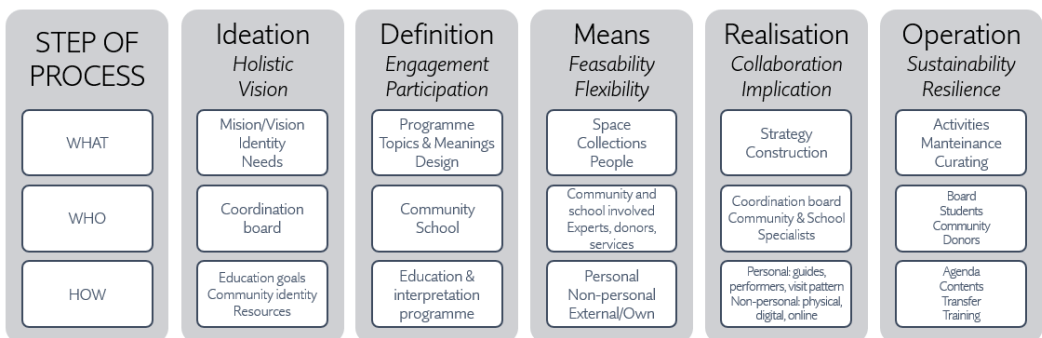 STEP OF
PROCESS
WHAT
WHO
HOW
Ideation
Holistic
Vision
Mision/Vision
Identity
Needs
Coordination
board
Education goals
Community identity
Resources
Definition
Engagement
Participation
Programme
Topics & Meanings
Design
Community
School
Education &
interpretation
programme
Means
Feasability
Flexibility
Space
Collections
People
Community and
school involved
Experts, donors,
services
Personal
Non-personal
External/Own
Realisation
Collaboration
Implication
Strategy
Construction
Coordination board
Community & School
Specialists
Personal: guides,
performers, visit pattern
Non-personal: physical,
digital, online
Operation
Sustainability
Resilience
Activities
Manteinance
Curating
Board
Students
Community
Donors
Agenda
Contents
Transfer
Training